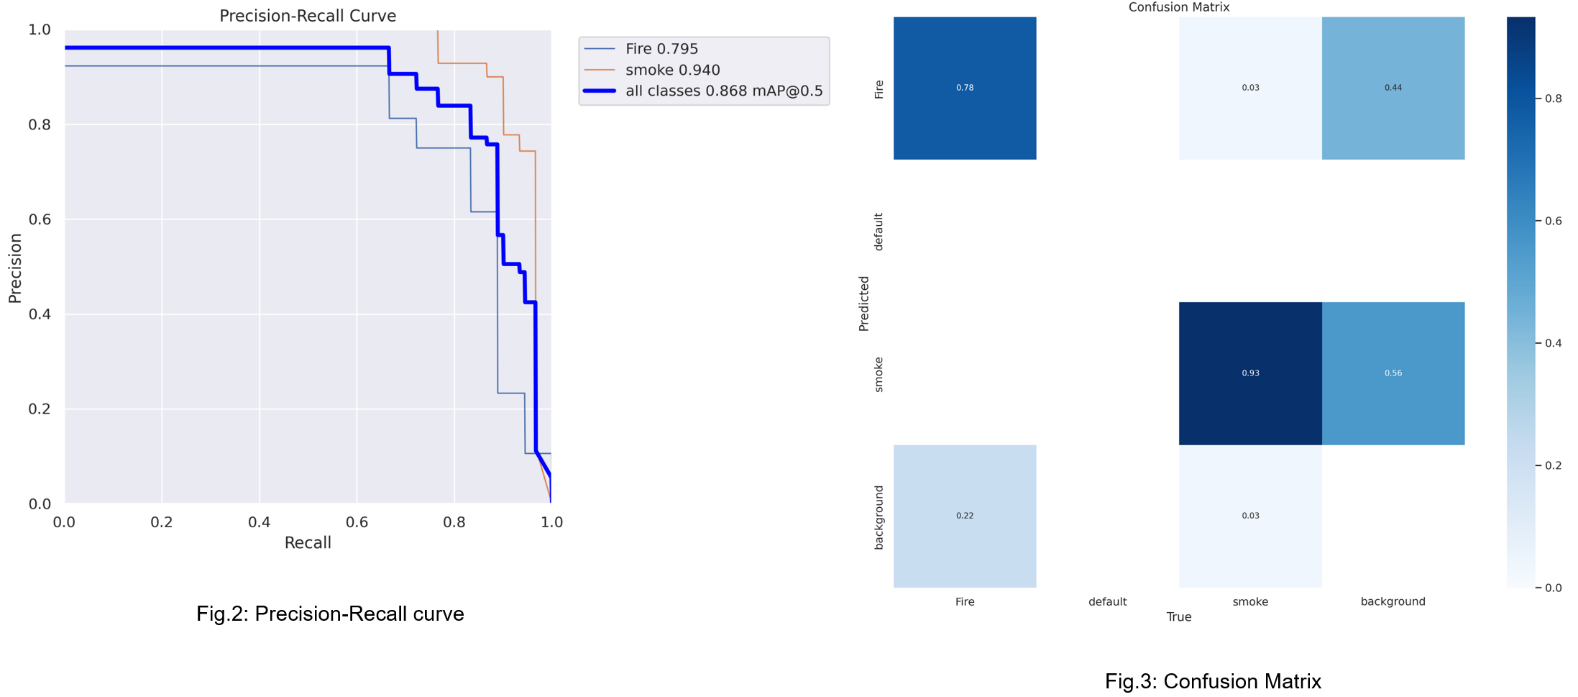 Precision-Recall Curve
1.0
0.8
0.6
0.4
0.2
0.0
Precision
0.0 0.2 0.4 0.6 0.8 1.0
Recall
Fire 0.795
smoke 0.940
all classes 0.868 mAP@0.5
Fig.2: Precision-Recall curve
Confusion Matrix
Fire
default
smoke
background
Predicted
0.78 0.03 0.44
0.93 0.56
0.22 0.03
Fire default smoke background
True
0.8
0.6
0.4
0.2
0.0
Fig.3: Confusion Matrix